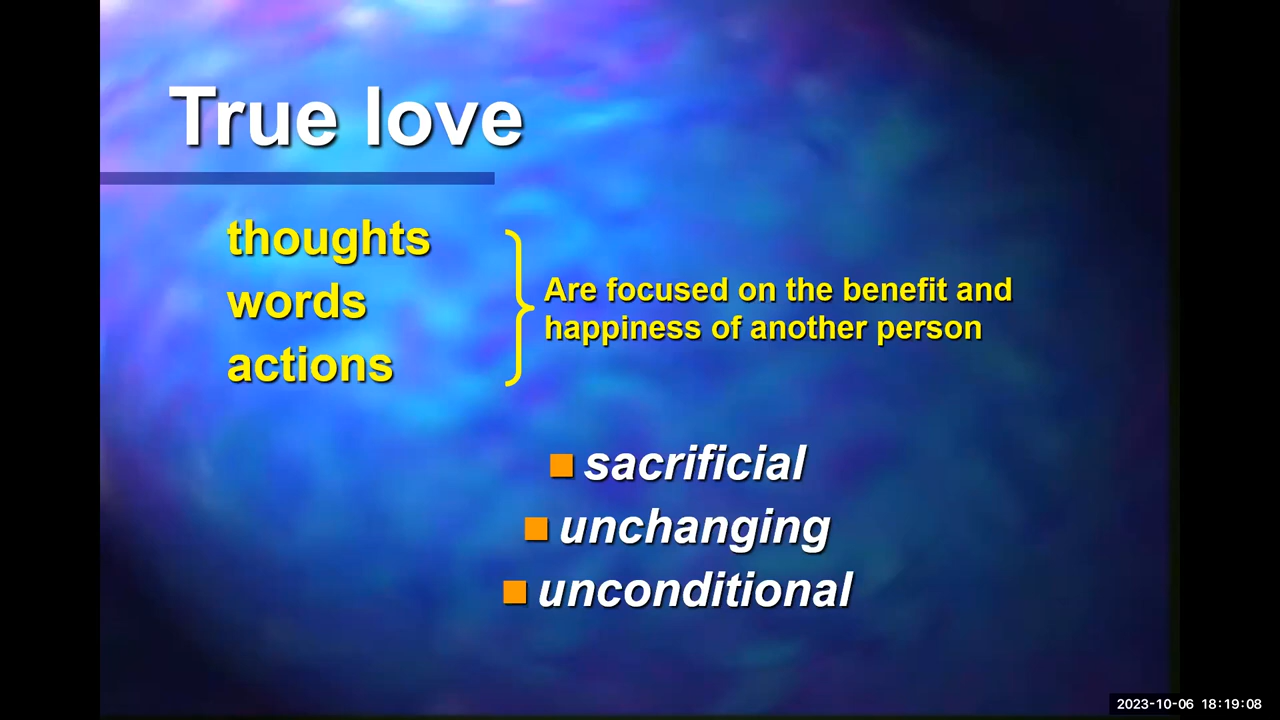 True love
thoughts
words
actions
Are focused on the benefit and
happiness of another person
sacrificial
unchanging
unconditional
2023-10-06 18:19:08